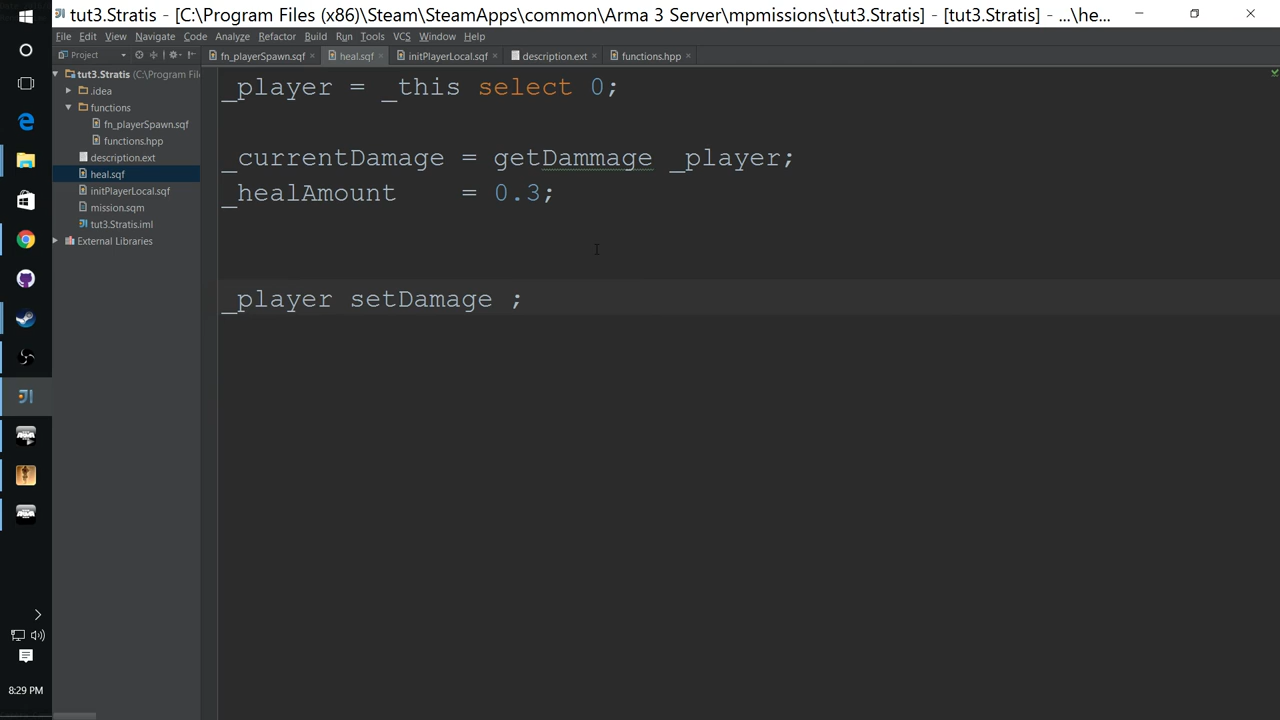 tut3.Stratis - [C:\Program Files (x86)\Steam\SteamApps\common\Arma 3 Server\mpmissions\tut3.Stratis] - [tut3.Stratis] - ...\he...
File Edit View Navigate Code Analyze Refactor Build Run Tools VCS Window Help
Project
fn_playerSpawn.sqf heal.sqf initPlayerLocal.sqf description.ext functions.hpp
tut3.Stratis (C:\Program Fil
.idea
functions
fn_playerSpawn.sqf
functions.hpp
description.ext
heal.sqf
initPlayerLocal.sqf
mission.sqm
tut3.Stratis.iml
External Libraries
_player = _this select 0;
_currentDamage = getDammage _player;
_healAmount = 0.3;
_player setDamage ;
8:29 PM